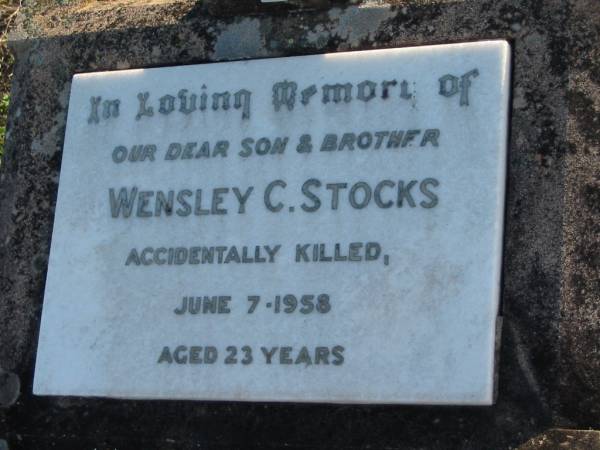 In Loving Memory of
OUR DEAR SON & BROTHER
WENSLEY C. STOCKS
ACCIDENTALLY KILLED,
JUNE 7-1958
AGED 23 YEARS